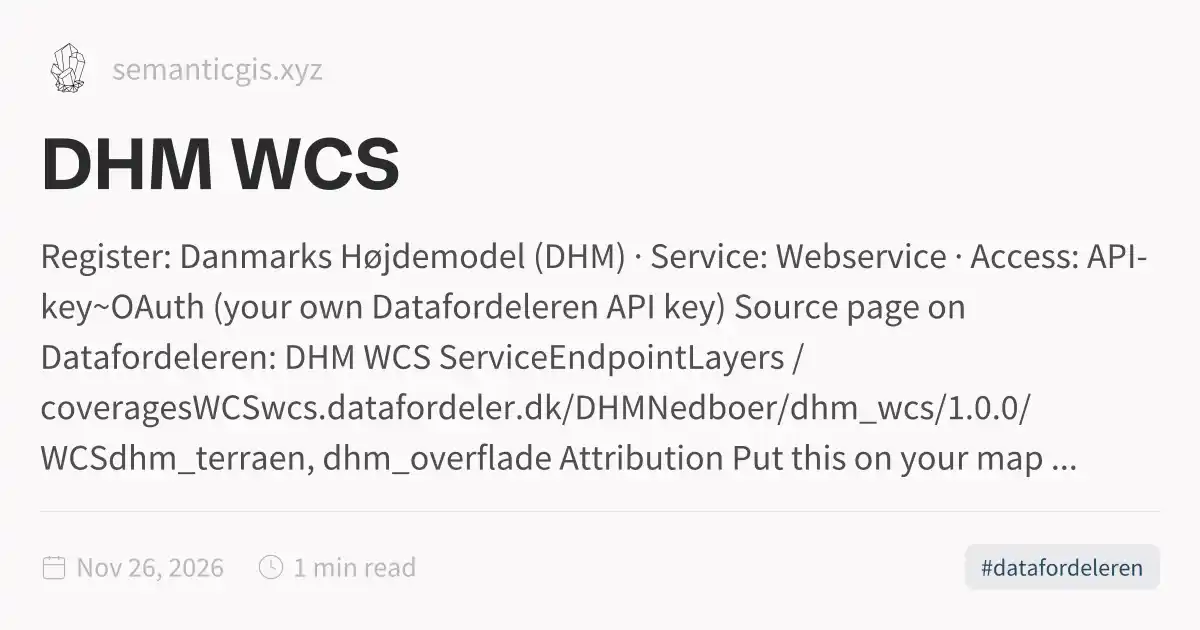 semanticgis.xyz
DHM WCS
Register: Danmarks Højdemodel (DHM) · Service: Webservice · Access: API-
key~OAuth (your own Datafordeleren API key) Source page on
Datafordeleren: DHM WCS ServiceEndpointLayers /
coveragesWCSwcs.datafordeler.dk/DHMNedboer/dhm_wcs/1.0.0/
WCSdhm_terraen, dhm_overflade Attribution Put this on your map ...
Nov 26, 2026
1 min read
#datafordeleren